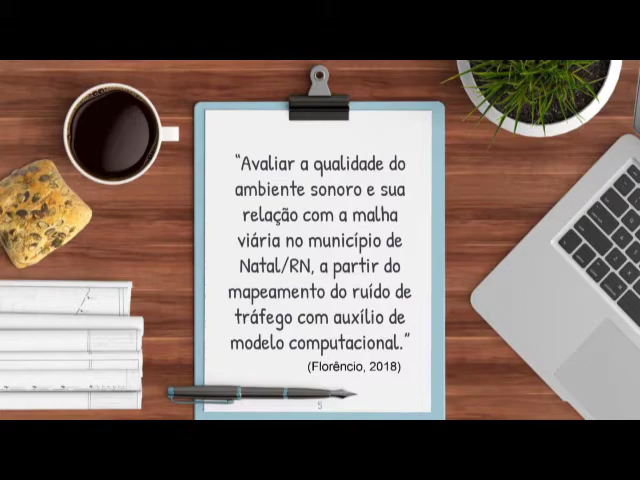 “Avaliar a qualidade do
ambiente sonoro e sua
relação com a malha
viária no município de
Natal/RN, a partir do
mapeamento do ruído de
tráfego com auxílio de
modelo computacional.”
(Florêncio, 2018)
5